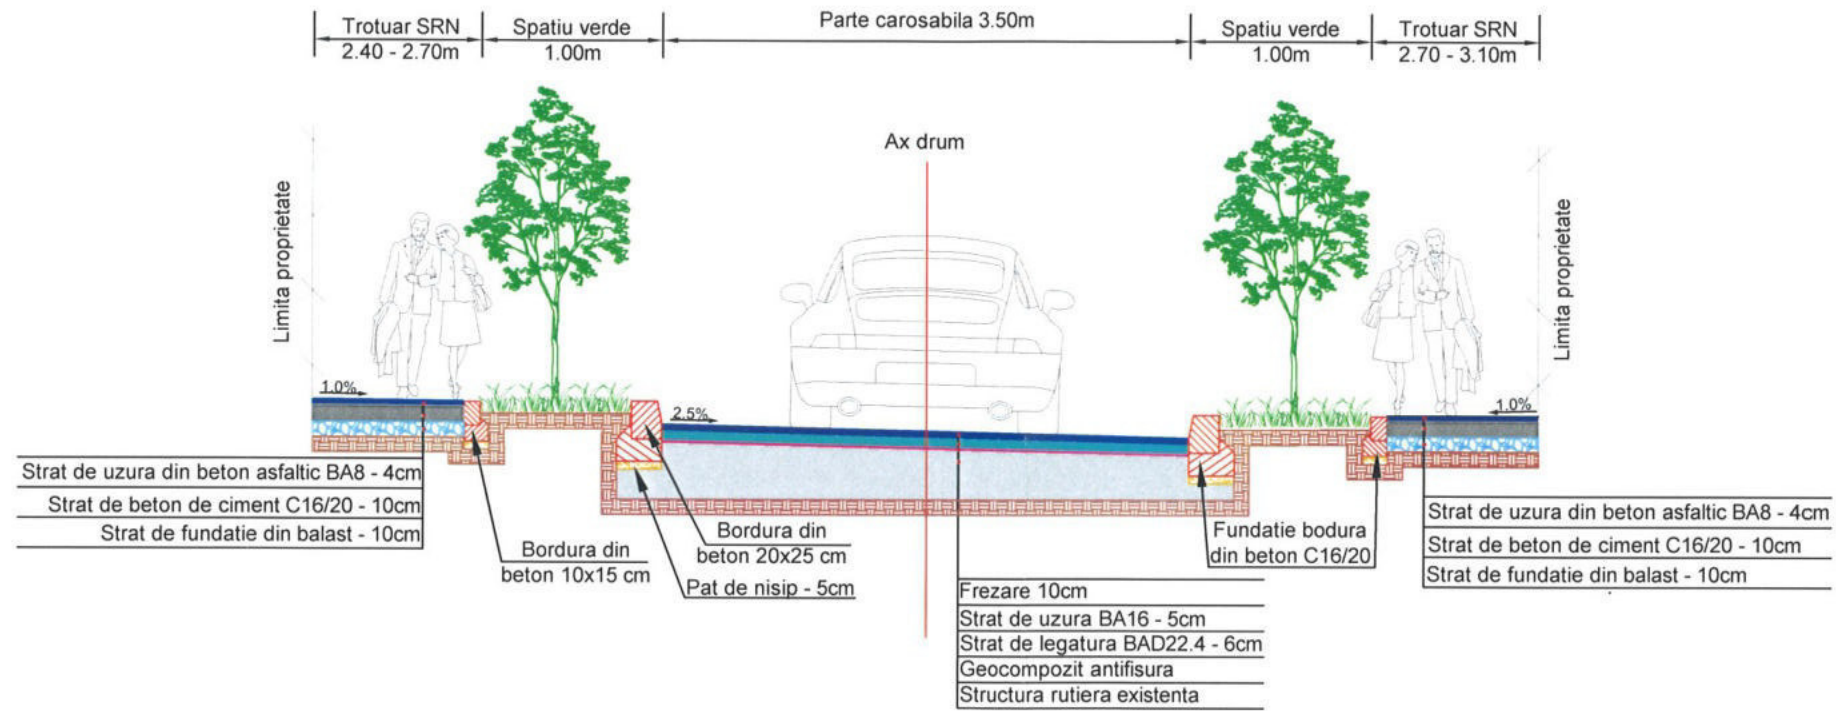 Trotuar SRN
2.40 - 2.70m
Spatiu verde
1.00m
Parte carosabila 3.50m
Spatiu verde
1.00m
Trotuar SRN
2.70 - 3.10m
Ax drum
Limita proprietate
Limita proprietate
1.0%
2.5%
1.0%
Strat de uzura din beton asfaltic BA8 - 4cm
Strat de beton de ciment C16/20 - 10cm
Strat de fundatie din balast - 10cm
Bordura din
beton 10x15 cm
Bordura din
beton 20x25 cm
Pat de nisip - 5cm
Frezare 10cm
Strat de uzura BA16 - 5cm
Strat de legatura BAD22.4 - 6cm
Geocompozit antifisura
Structura rutiera existenta
Fundatie bodura
din beton C16/20
Strat de uzura din beton asfaltic BA8 - 4cm
Strat de beton de ciment C16/20 - 10cm
Strat de fundatie din balast - 10cm